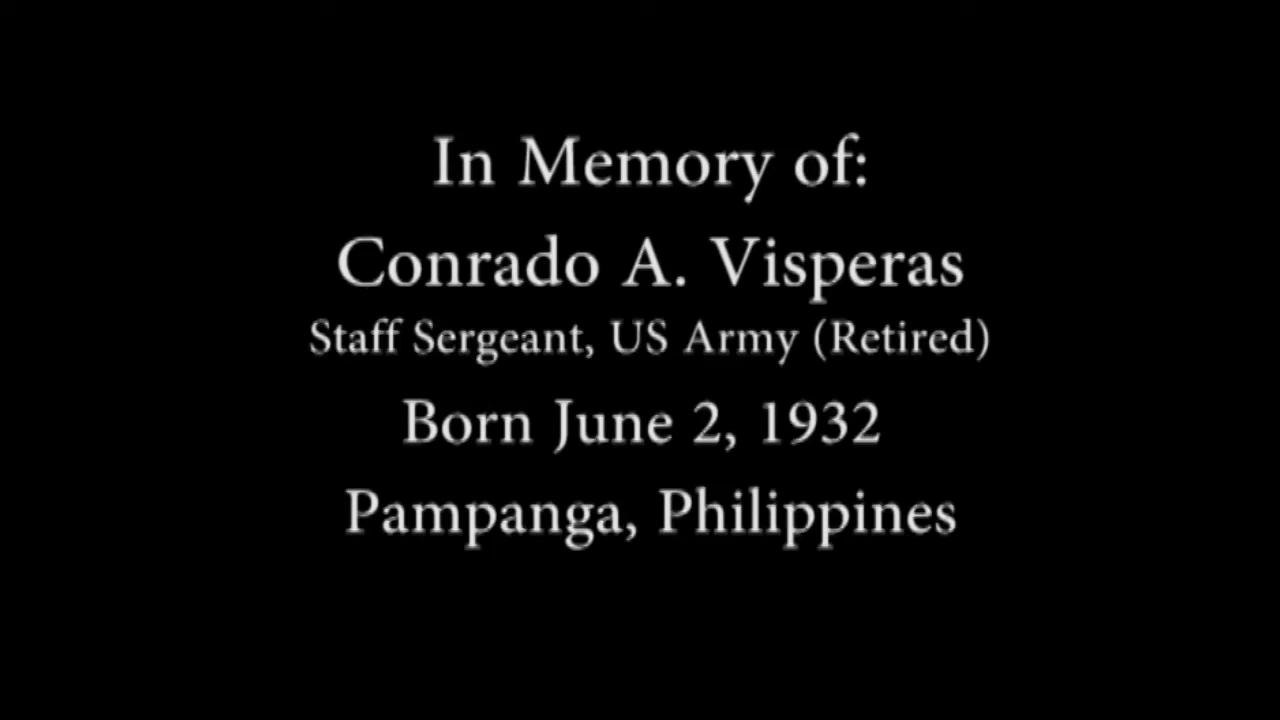 In Memory of:
Conrado A. Visperas
Staff Sergeant, US Army (Retired)
Born June 2, 1932
Pampanga, Philippines